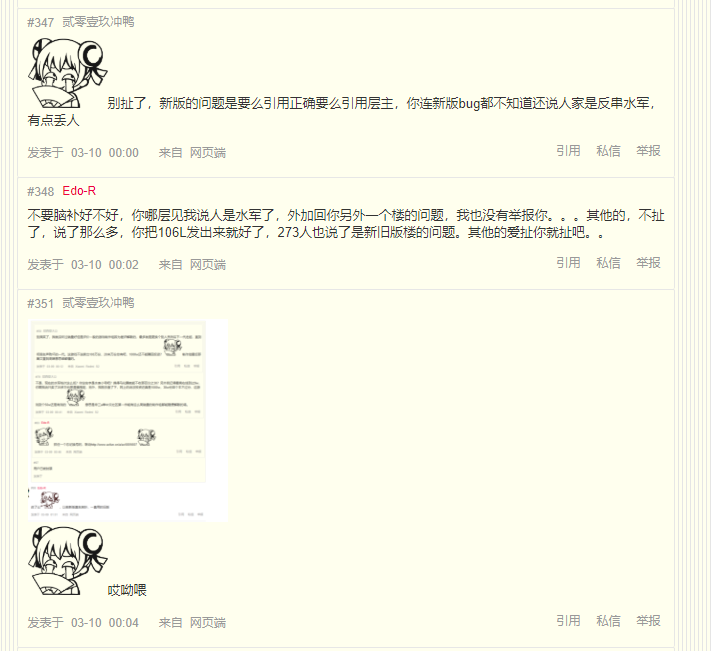 #347 贰零壹玖冲鸭
别扯了，新版的问题是要么引用正确要么引用层主，你连新版bug都不知道还说人家是反串水军，
有点丢人
发表于 03-10 00:00 来自 网页端 引用 私信 举报
#348 Edo-R
不要脑补好不好，你哪层见我说人是水军了，外加回你另外一个楼的问题，我也没有举报你。。。其他的，不扯
了，说了那么多，你把106L发出来就好了，273人也说了是新旧版楼的问题。其他的爱扯你就扯吧。。
发表于 03-10 00:02 来自 网页端 引用 私信 举报
#351 贰零壹玖冲鸭
哎呦喂
发表于 03-10 00:04 来自 网页端 引用 私信 举报